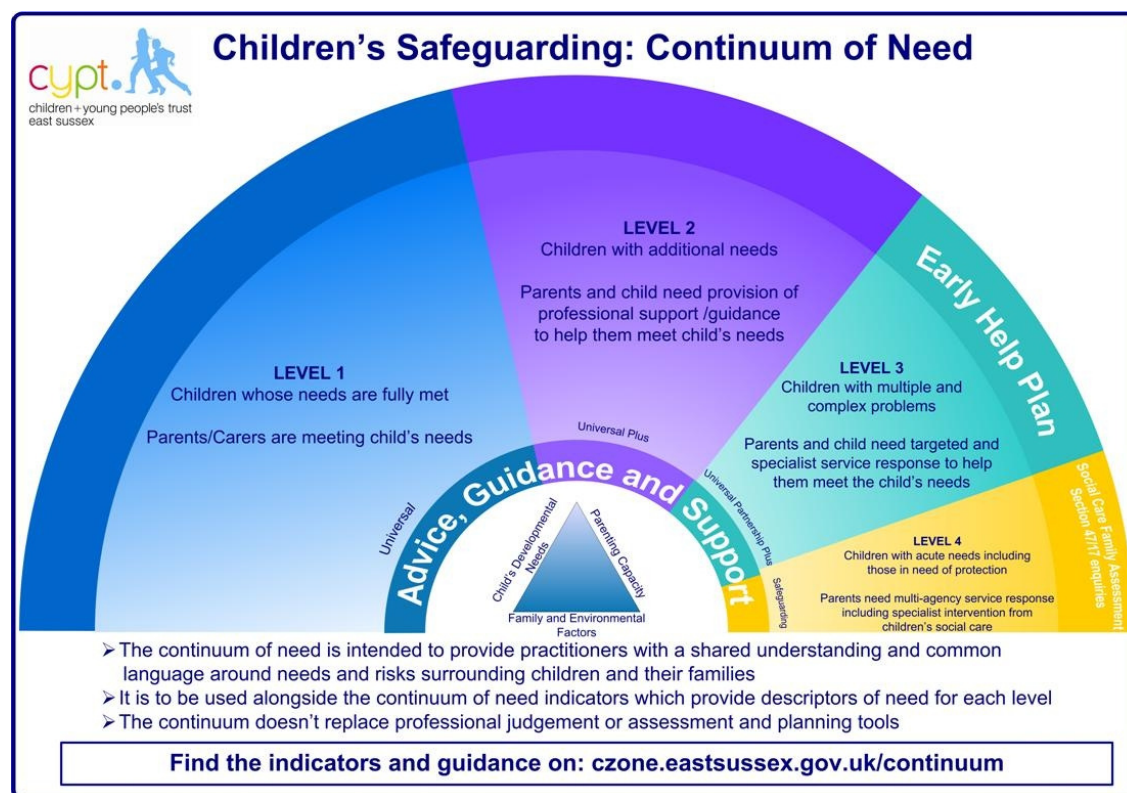 Children's Safeguarding: Continuum of Need
cypt.
children+young people's trust
east sussex
LEVEL 1
Children whose needs are fully met
Parents/Carers are meeting child's needs
LEVEL 2
Children with additional needs
Parents and child need provision of
professional support /guidance
to help them meet child's needs
Early Help Plan
LEVEL 3
Children with multiple and
complex problems
Parents and child need targeted and
specialist service response to help
them meet the child's needs
Social Care Family Assessment
Section 47/17 enquiries
LEVEL 4
Children with acute needs including
those in need of protection
Parents need multi-agency service response
including specialist intervention from
children's social care
Universal
Universal Plus
Universal Partnership Plus
Safeguarding
Advice, Guidance and Support
Child's Developmental
Needs
Parenting Capacity
Family and Environmental
Factors
➢ The continuum of need is intended to provide practitioners with a shared understanding and common
language around needs and risks surrounding children and their families
➢ It is to be used alongside the continuum of need indicators which provide descriptors of need for each level
➢ The continuum doesn't replace professional judgement or assessment and planning tools
Find the indicators and guidance on: czone.eastsussex.gov.uk/continuum